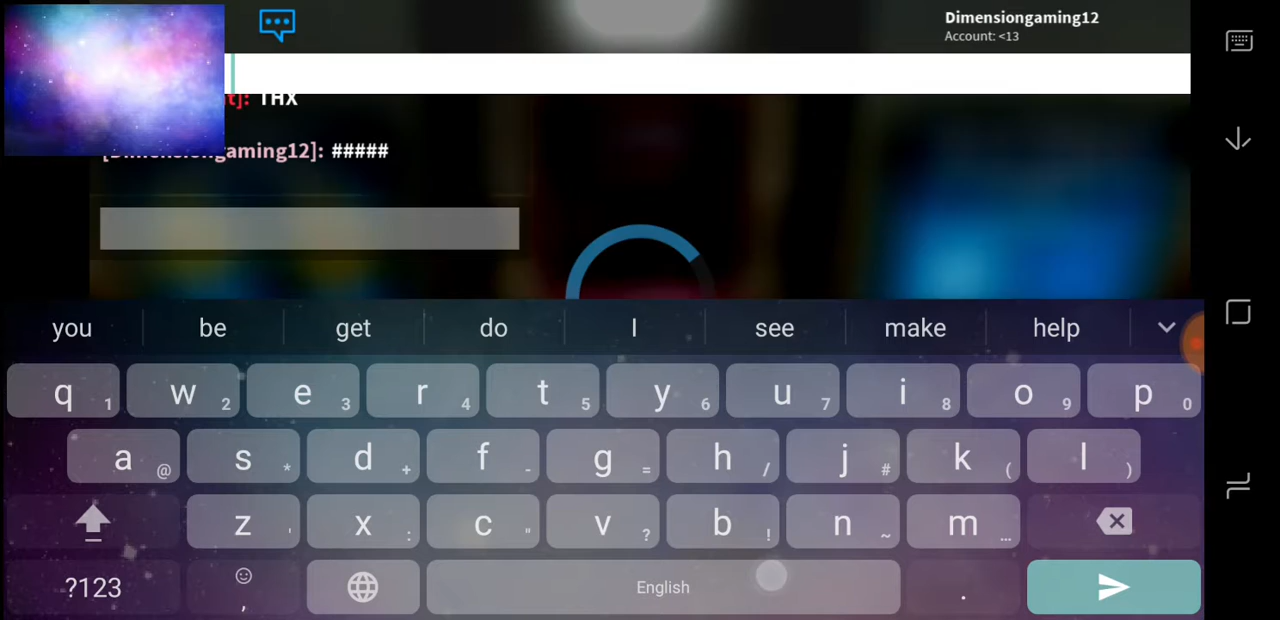 Dimensiongaming12
Account: <13
t]: THX
[Dimensiongaming12]: #####
you be get do I see make help
q 1 w 2 e 3 r 4 t 5 y 6 u 7 i 8 o 9 p 0
a @ s * d + f - g = h / j # k ( l )
z ' x : c " v ? b ! n ~ m ...
?123 , English .